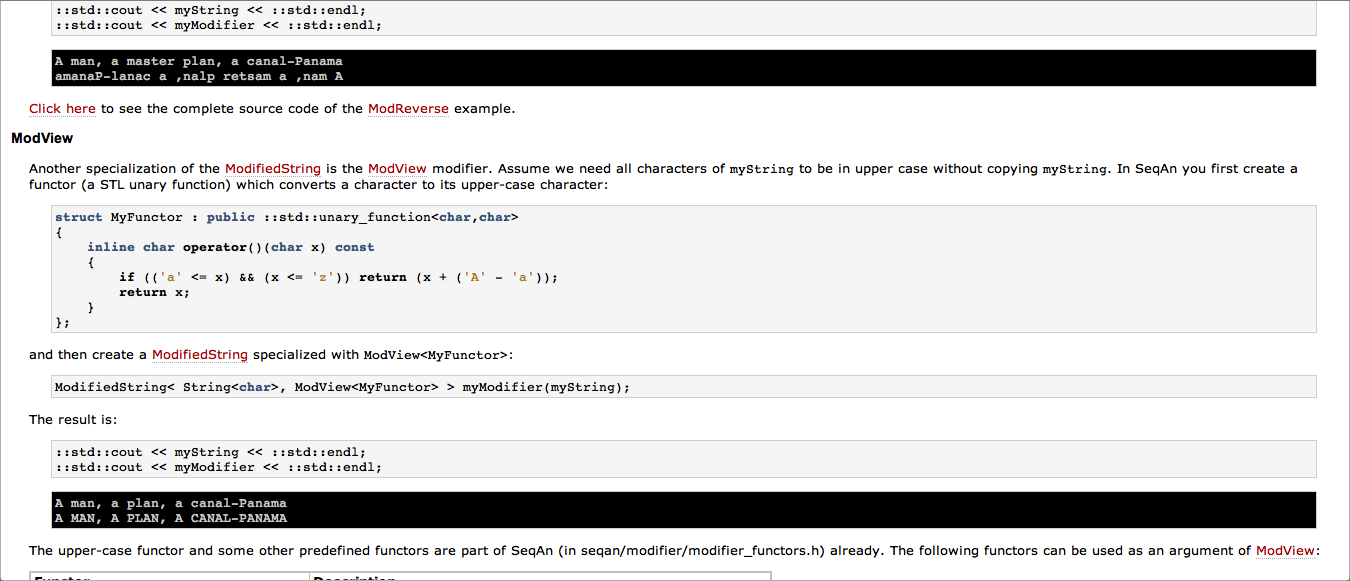 ::std::cout << myString << ::std::endl;
::std::cout << myModifier << ::std::endl;
A man, a master plan, a canal-Panama
amanaP-lanac a ,nalp retsam a ,nam A
Click here to see the complete source code of the ModReverse example.
ModView
Another specialization of the ModifiedString is the ModView modifier. Assume we need all characters of myString to be in upper case without copying myString. In SeqAn you first create a
functor (a STL unary function) which converts a character to its upper-case character:
struct MyFunctor : public ::std::unary_function<char,char>
{
    inline char operator()(char x) const
    {
        if (('a' <= x) && (x <= 'z')) return (x + ('A' - 'a'));
        return x;
    }
};
and then create a ModifiedString specialized with ModView<MyFunctor>:
ModifiedString< String<char>, ModView<MyFunctor> > myModifier(myString);
The result is:
::std::cout << myString << ::std::endl;
::std::cout << myModifier << ::std::endl;
A man, a plan, a canal-Panama
A MAN, A PLAN, A CANAL-PANAMA
The upper-case functor and some other predefined functors are part of SeqAn (in seqan/modifier/modifier_functors.h) already. The following functors can be used as an argument of ModView:
Functor Description